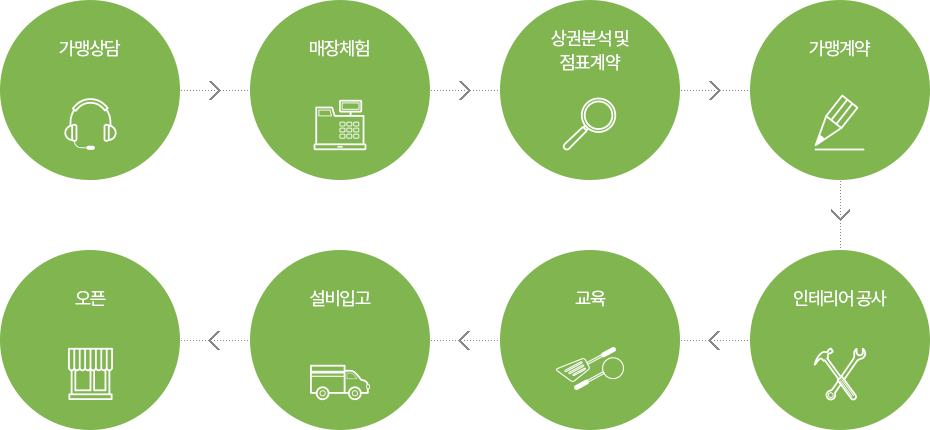 가맹상담
매장체험
상권분석 및
점표계약
가맹계약
인테리어 공사
교육
설비입고
오픈